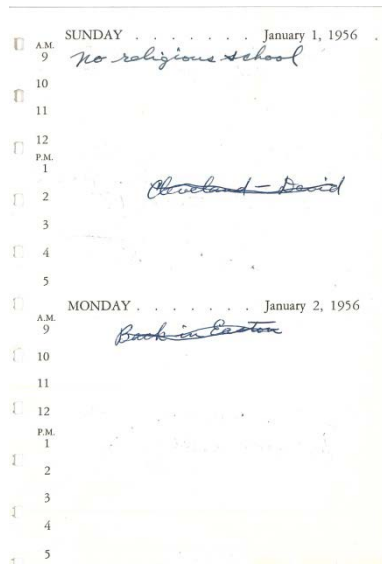 SUNDAY . . . . . . . January 1, 1956
A.M.
9 No religious school
10
11
12
P.M.
1
2 Cleveland - David
3
4
5
MONDAY . . . . . . January 2, 1956
A.M.
9 Back in Easton
10
11
12
P.M.
1
2
3
4
5